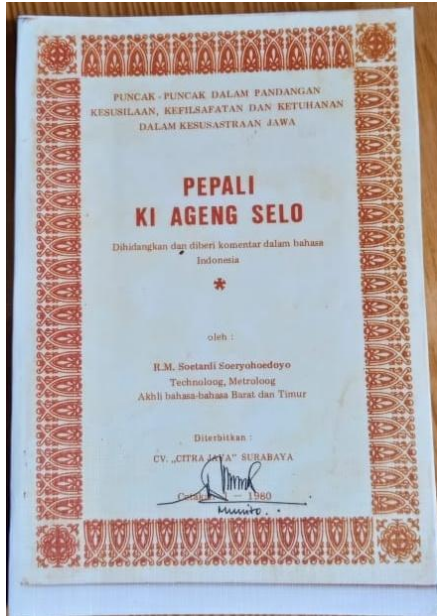 PUNCAK - PUNCAK DALAM PANDANGAN
KESUSILAAN, KEFILSAFATAN DAN KETUHANAN
DALAM KESUSASTRAAN JAWA
PEPALI
KI AGENG SELO
Dihidangkan dan diberi komentar dalam bahasa
Indonesia
*
oleh :
R.M. Soetardi Soeryohoedoyo
Technoloog, Metroloog
Akhli bahasa-bahasa Barat dan Timur
Diterbitkan :
CV. „CITRA JAYA" SURABAYA
1980